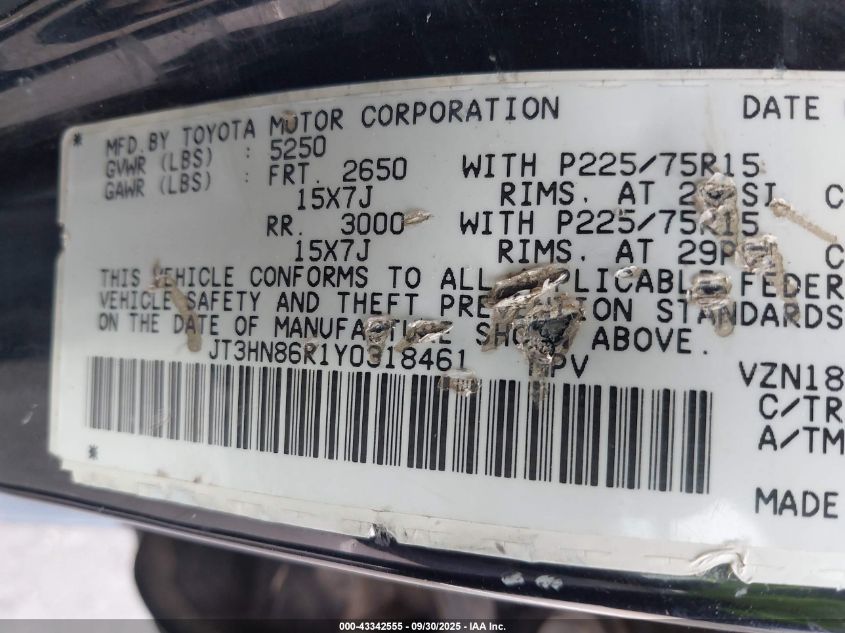 * MFD.BY TOYOTA MOTOR CORPORATION DATE
GVWR (LBS) : 5250
GAWR (LBS) : FRT. 2650 WITH P225/75R15
15X7J RIMS. AT C
RR. 3000 WITH P225/75R15
15X7J RIMS. AT C
THIS VEHICLE CONFORMS TO ALL FEDER
VEHICLE SAFETY AND THEFT STANDARDS
ON THE DATE OF ABOVE.
JT3HN86R1Y0318461 VZN18
C/TR
* A/TM
MADE
000-43342555 - 09/30/2025 - IAA Inc.